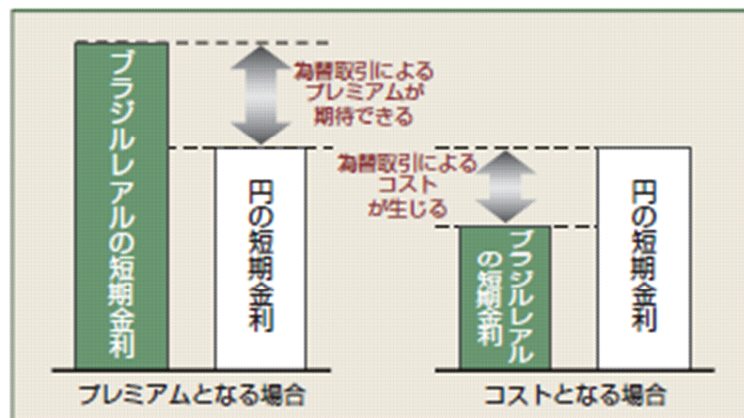 ブラジルレアルの短期金利
為替取引による
プレミアムが
期待できる
円の短期金利
プレミアムとなる場合
為替取引による
コスト
が生じる
ブラジルレアル
の短期金利
円の短期金利
コストとなる場合